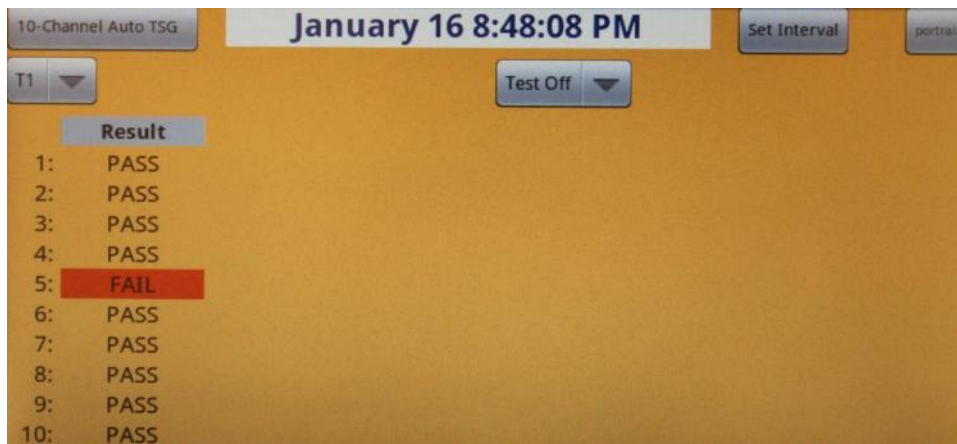 10-Channel Auto TSG
January 16 8:48:08 PM
Set Interval
T1
Test Off
Result
1: PASS
2: PASS
3: PASS
4: PASS
5: FAIL
6: PASS
7: PASS
8: PASS
9: PASS
10: PASS